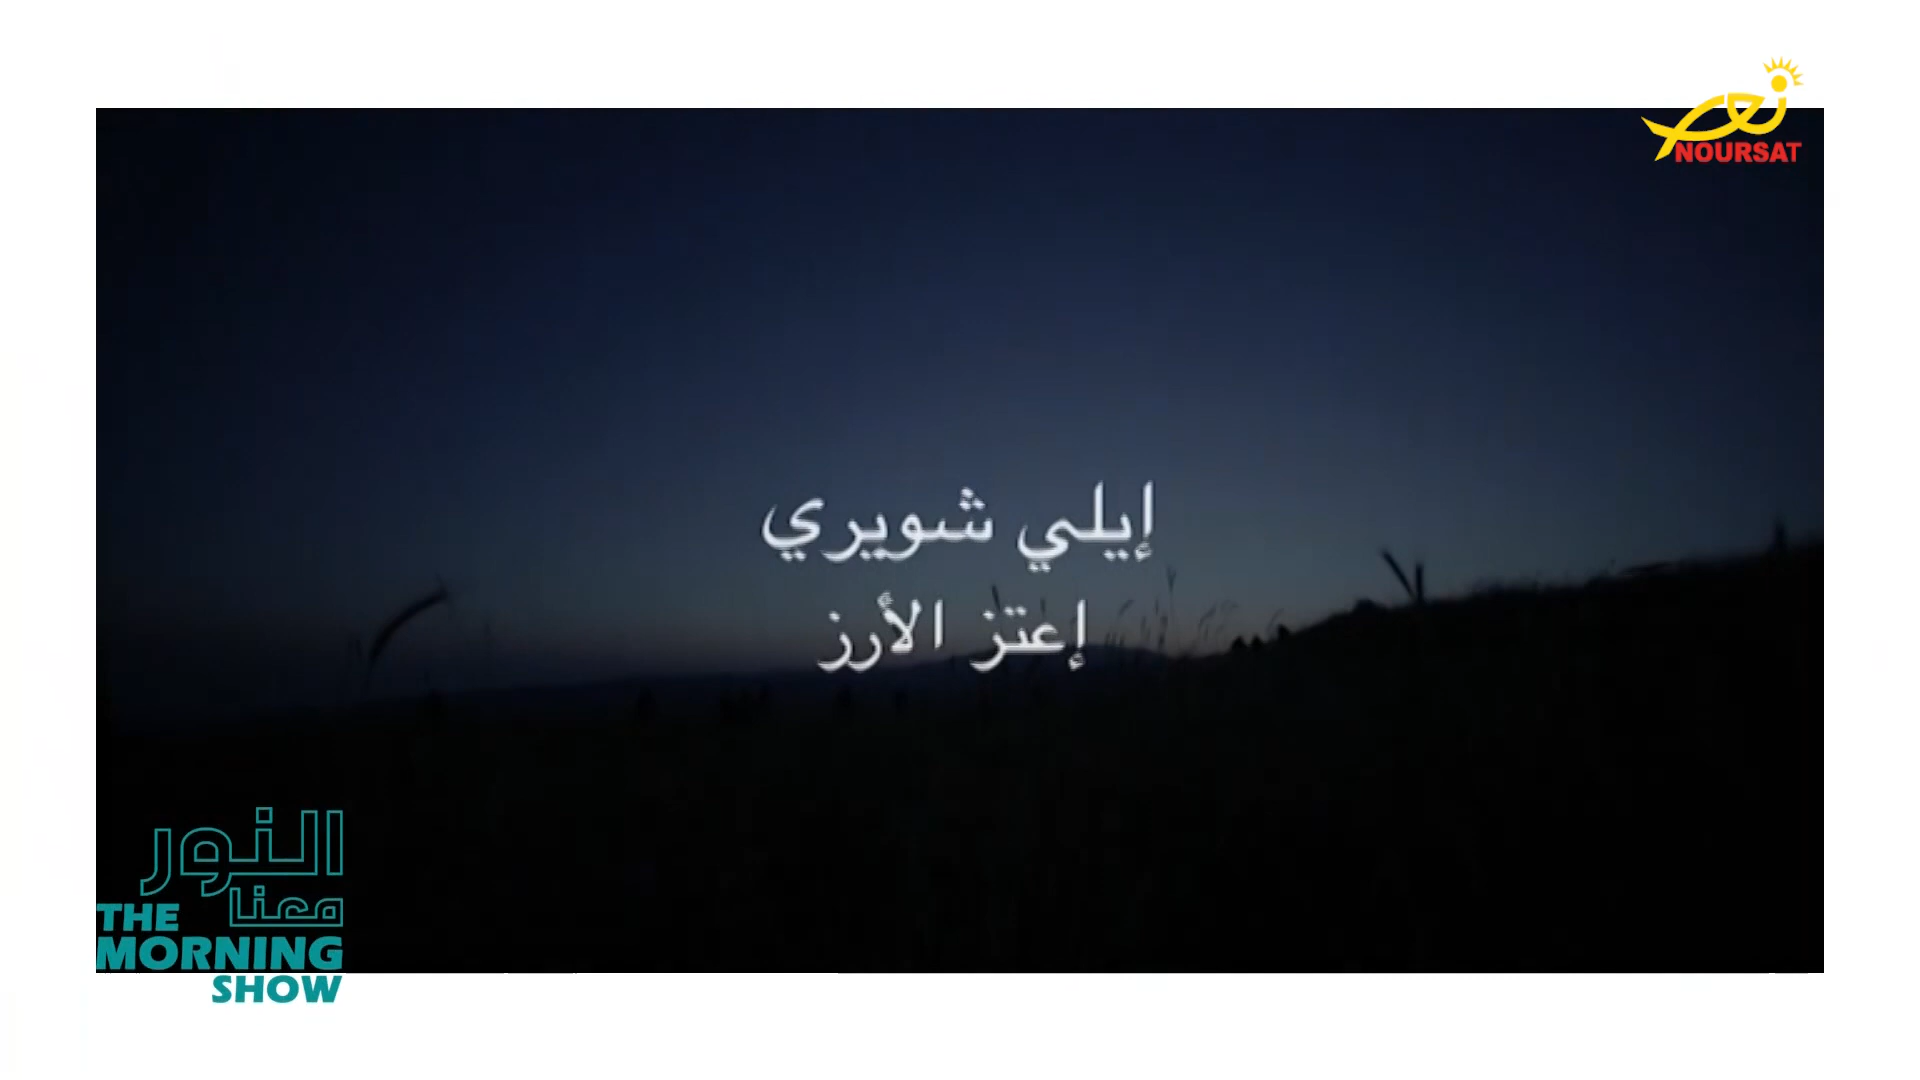 NOURSAT
إيلي شويري
إعتز الأرز
النور
معنا
THE
MORNING
SHOW